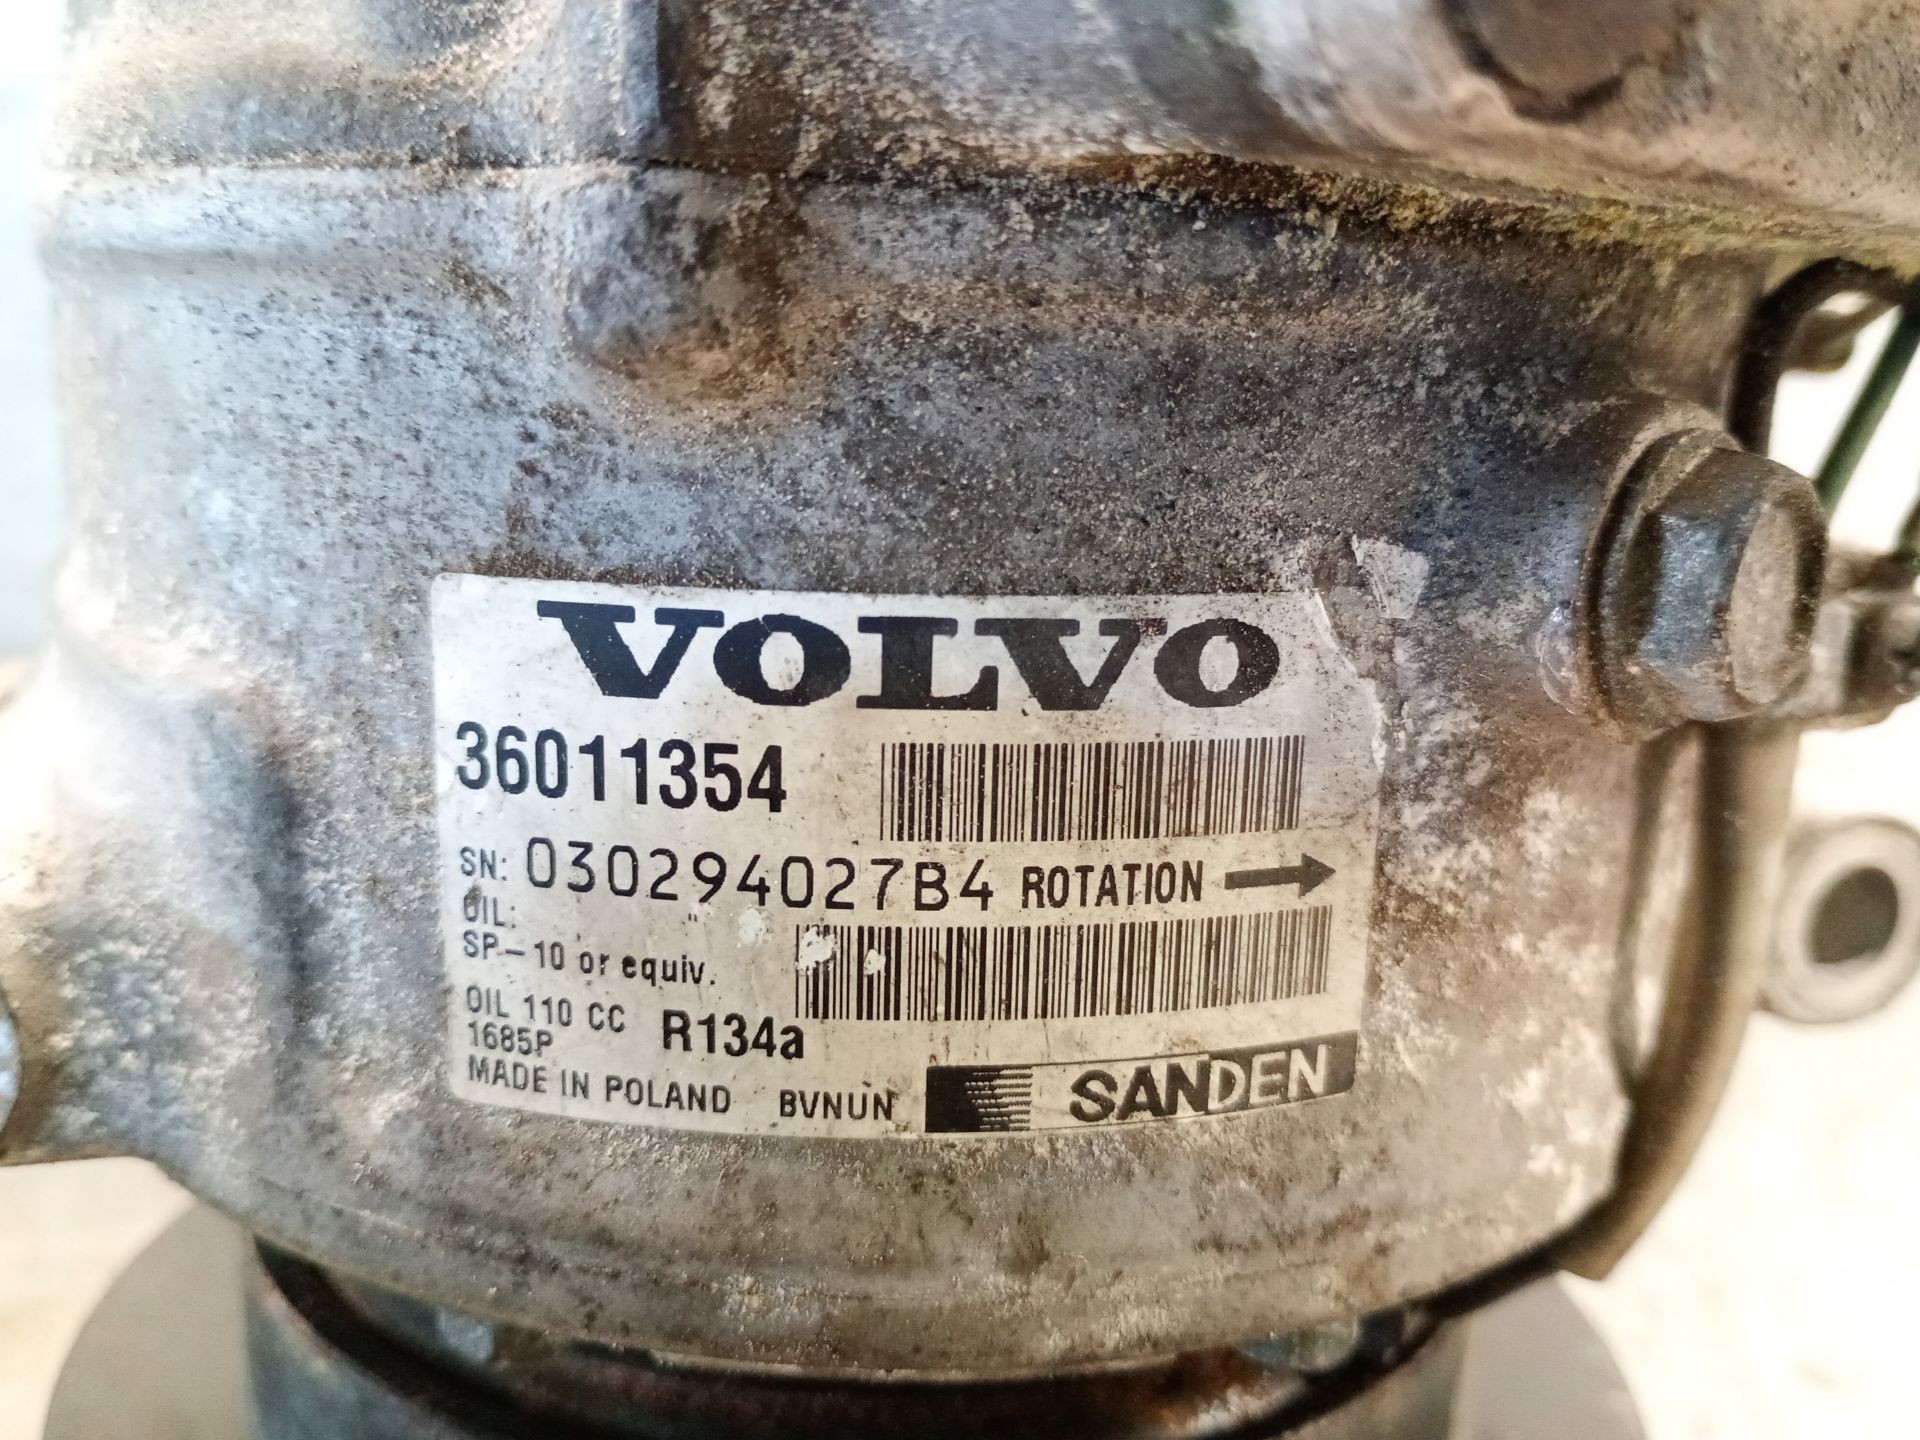 VOLVO
36011354
SN: 030294027B4 ROTATION →
OIL:
SP-10 or equiv.
OIL 110 CC R134a
1685P
MADE IN POLAND BVNUN SANDEN